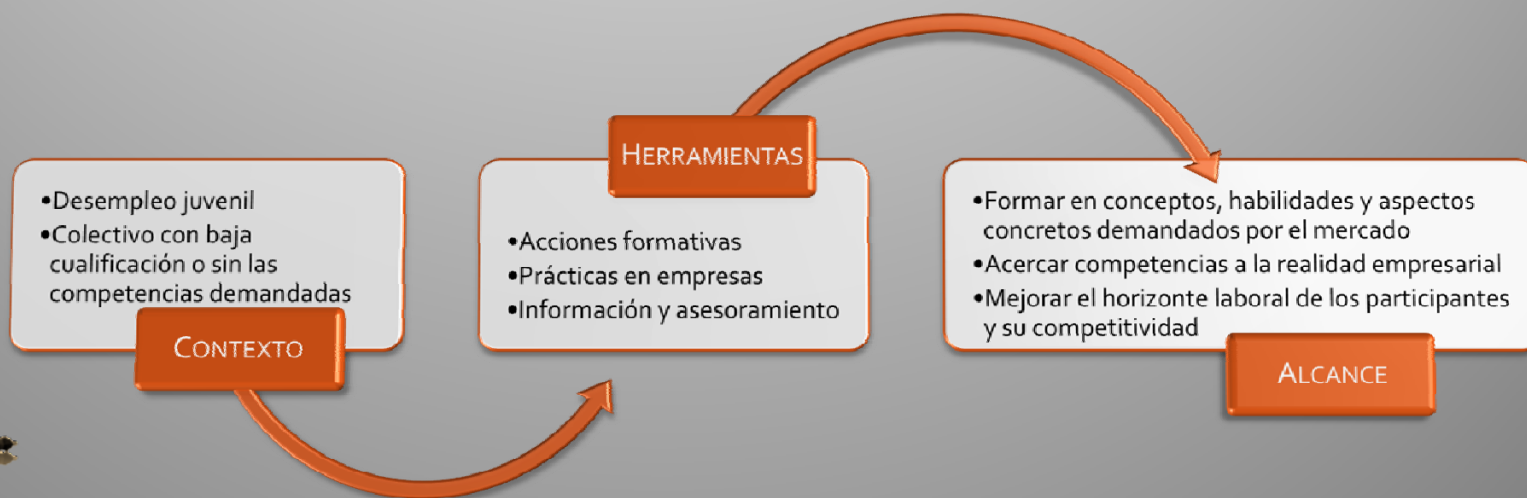 •Desempleo juvenil
•Colectivo con baja
cualificación o sin las
competencias demandadas
CONTEXTO
HERRAMIENTAS
•Acciones formativas
•Prácticas en empresas
•Información y asesoramiento
•Formar en conceptos, habilidades y aspectos
concretos demandados por el mercado
•Acercar competencias a la realidad empresarial
•Mejorar el horizonte laboral de los participantes
y su competitividad
ALCANCE